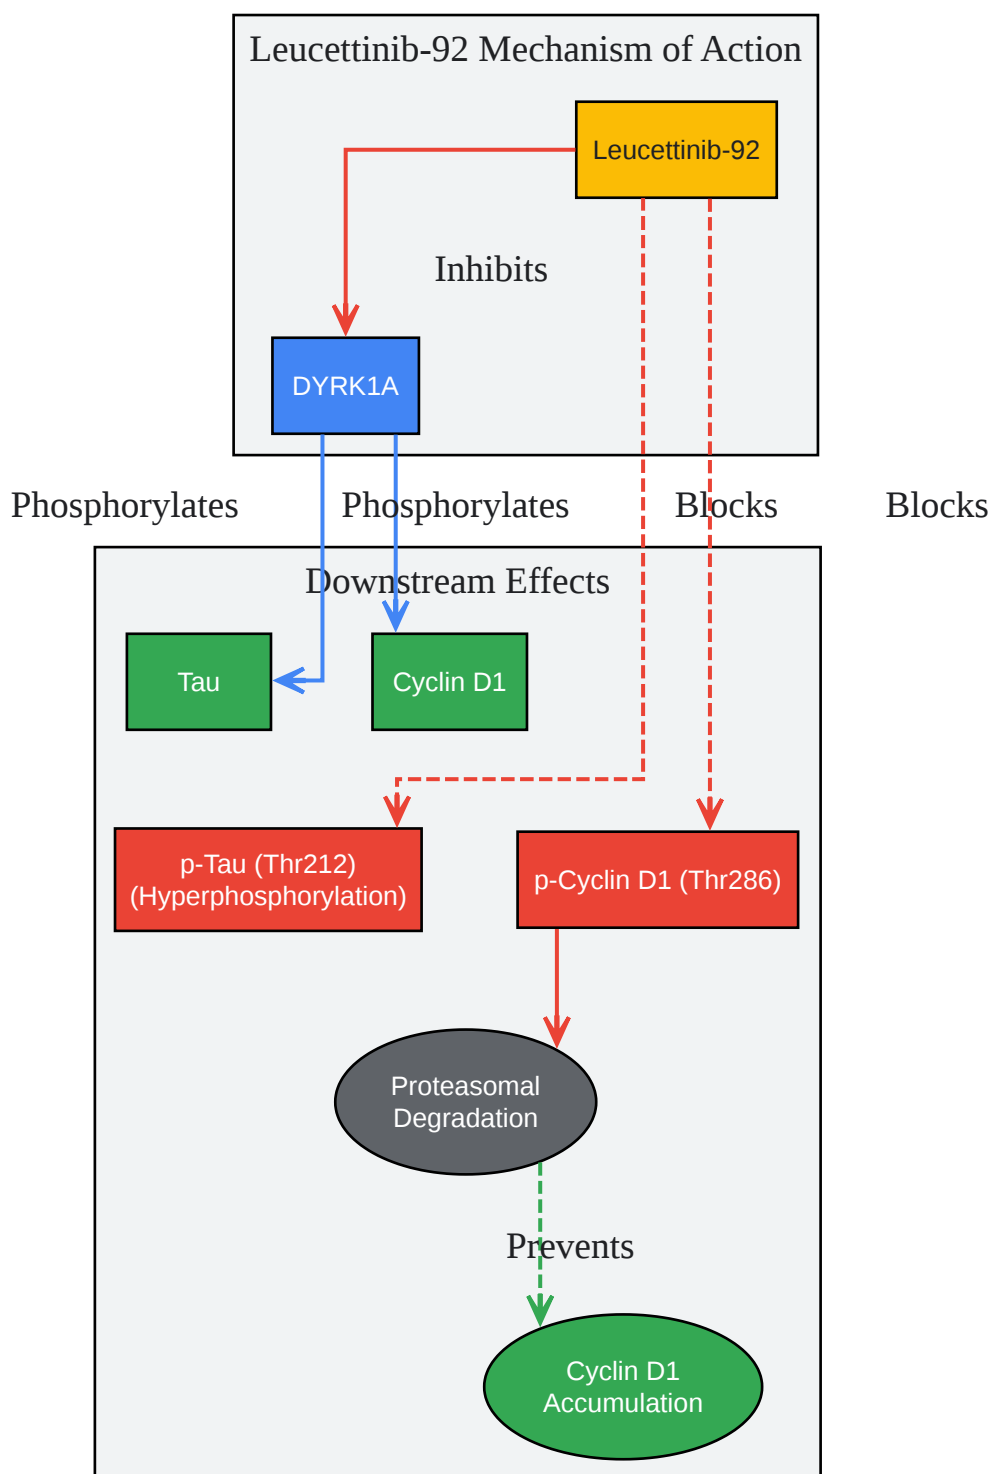 Leucettinib-92 Mechanism of Action
Leucettinib-92
Inhibits
DYRK1A
Phosphorylates
Phosphorylates
Blocks
Blocks
Downstream Effects
Tau
Cyclin D1
p-Tau (Thr212)
(Hyperphosphorylation)
p-Cyclin D1 (Thr286)
Proteasomal
Degradation
Prevents
Cyclin D1
Accumulation